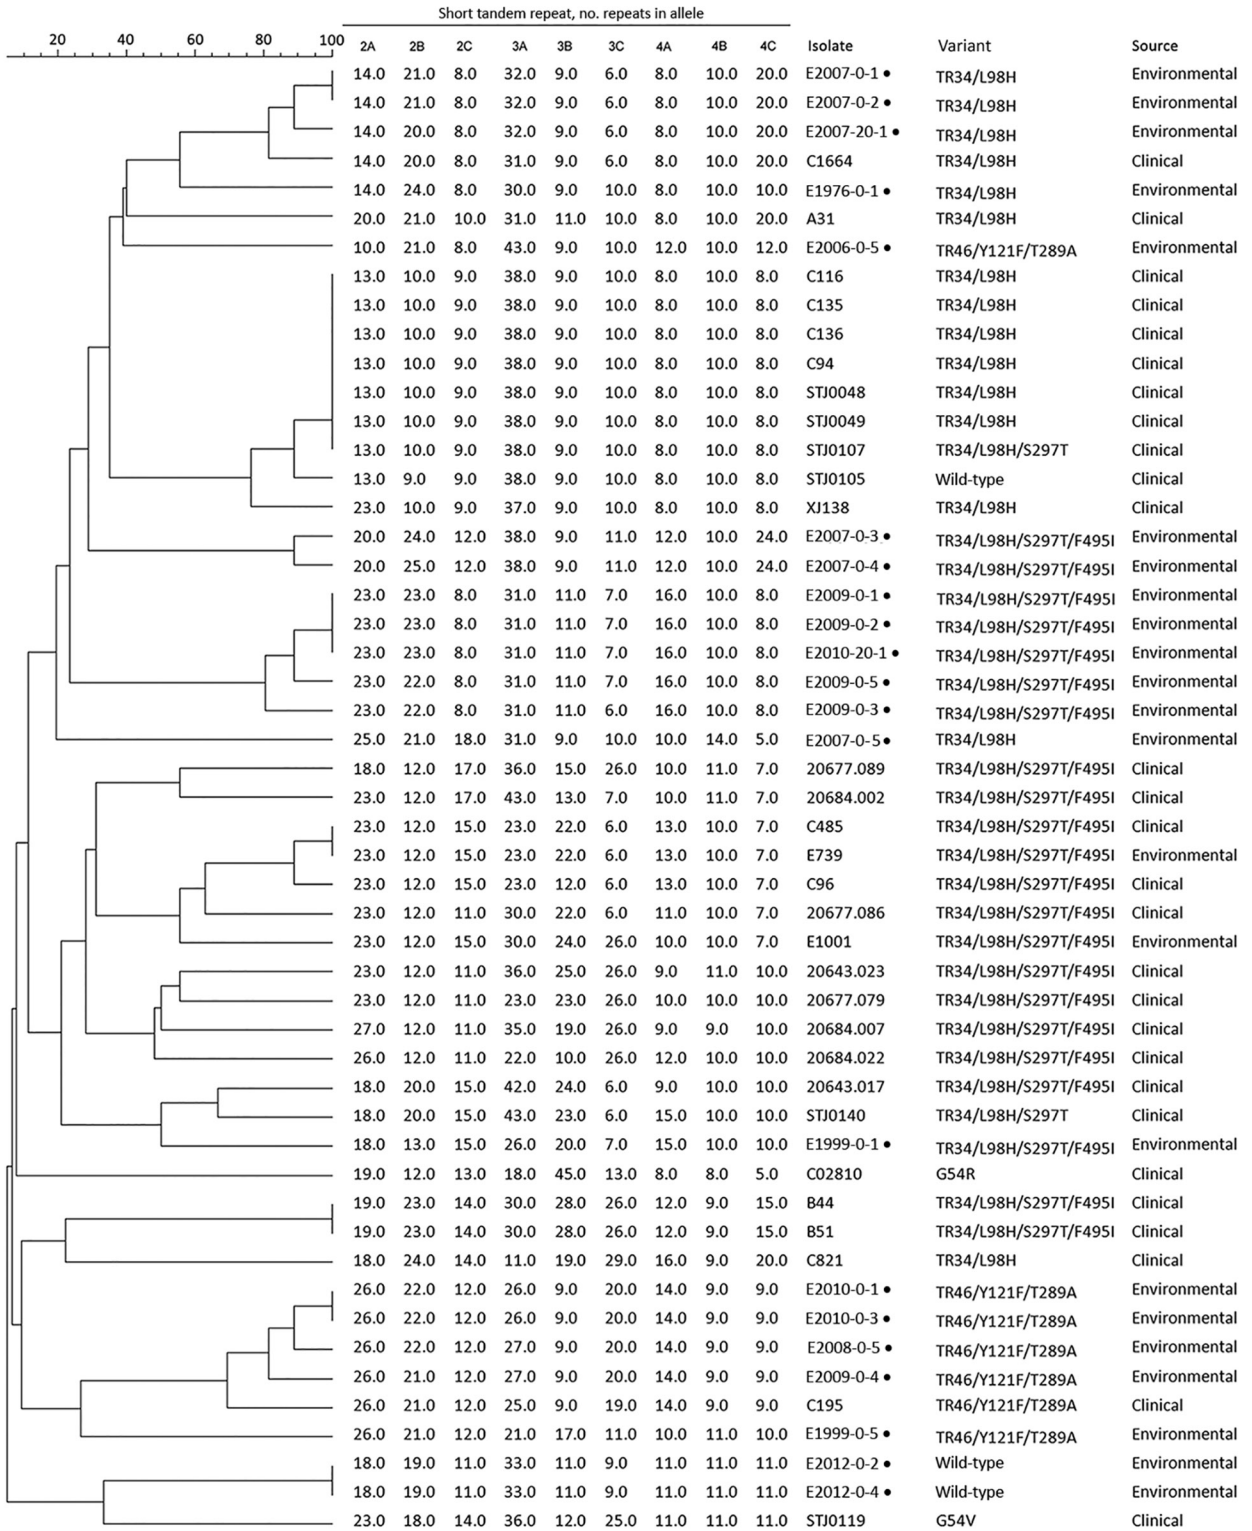 Short tandem repeat, no. repeats in allele
20 40 60 80 100 2A 2B 2C 3A 3B 3C 4A 4B 4C Isolate Variant Source
14.0 21.0 8.0 32.0 9.0 6.0 8.0 10.0 20.0 E2007-0-1 • TR34/L98H Environmental
14.0 21.0 8.0 32.0 9.0 6.0 8.0 10.0 20.0 E2007-0-2 • TR34/L98H Environmental
14.0 20.0 8.0 32.0 9.0 6.0 8.0 10.0 20.0 E2007-20-1 • TR34/L98H Environmental
14.0 20.0 8.0 31.0 9.0 6.0 8.0 10.0 20.0 C1664 TR34/L98H Clinical
14.0 24.0 8.0 30.0 9.0 10.0 8.0 10.0 10.0 E1976-0-1 • TR34/L98H Environmental
20.0 21.0 10.0 31.0 11.0 10.0 8.0 10.0 20.0 A31 TR34/L98H Clinical
10.0 21.0 8.0 43.0 9.0 10.0 12.0 10.0 12.0 E2006-0-5 • TR46/Y121F/T289A Environmental
13.0 10.0 9.0 38.0 9.0 10.0 8.0 10.0 8.0 C116 TR34/L98H Clinical
13.0 10.0 9.0 38.0 9.0 10.0 8.0 10.0 8.0 C135 TR34/L98H Clinical
13.0 10.0 9.0 38.0 9.0 10.0 8.0 10.0 8.0 C136 TR34/L98H Clinical
13.0 10.0 9.0 38.0 9.0 10.0 8.0 10.0 8.0 C94 TR34/L98H Clinical
13.0 10.0 9.0 38.0 9.0 10.0 8.0 10.0 8.0 STJ0048 TR34/L98H Clinical
13.0 10.0 9.0 38.0 9.0 10.0 8.0 10.0 8.0 STJ0049 TR34/L98H Clinical
13.0 10.0 9.0 38.0 9.0 10.0 8.0 10.0 8.0 STJ0107 TR34/L98H/S297T Clinical
13.0 9.0 9.0 38.0 9.0 10.0 8.0 10.0 8.0 STJ0105 Wild-type Clinical
23.0 10.0 9.0 37.0 9.0 10.0 8.0 10.0 8.0 XJ138 TR34/L98H Clinical
20.0 24.0 12.0 38.0 9.0 11.0 12.0 10.0 24.0 E2007-0-3 • TR34/L98H/S297T/F495I Environmental
20.0 25.0 12.0 38.0 9.0 11.0 12.0 10.0 24.0 E2007-0-4 • TR34/L98H/S297T/F495I Environmental
23.0 23.0 8.0 31.0 11.0 7.0 16.0 10.0 8.0 E2009-0-1 • TR34/L98H/S297T/F495I Environmental
23.0 23.0 8.0 31.0 11.0 7.0 16.0 10.0 8.0 E2009-0-2 • TR34/L98H/S297T/F495I Environmental
23.0 23.0 8.0 31.0 11.0 7.0 16.0 10.0 8.0 E2010-20-1 • TR34/L98H/S297T/F495I Environmental
23.0 22.0 8.0 31.0 11.0 7.0 16.0 10.0 8.0 E2009-0-5 • TR34/L98H/S297T/F495I Environmental
23.0 22.0 8.0 31.0 11.0 6.0 16.0 10.0 8.0 E2009-0-3 • TR34/L98H/S297T/F495I Environmental
25.0 21.0 18.0 31.0 9.0 10.0 10.0 14.0 5.0 E2007-0-5 • TR34/L98H Environmental
18.0 12.0 17.0 36.0 15.0 26.0 10.0 11.0 7.0 20677.089 TR34/L98H/S297T/F495I Clinical
23.0 12.0 17.0 43.0 13.0 7.0 10.0 11.0 7.0 20684.002 TR34/L98H/S297T/F495I Clinical
23.0 12.0 15.0 23.0 22.0 6.0 13.0 10.0 7.0 C485 TR34/L98H/S297T/F495I Clinical
23.0 12.0 15.0 23.0 22.0 6.0 13.0 10.0 7.0 E739 TR34/L98H/S297T/F495I Environmental
23.0 12.0 15.0 23.0 12.0 6.0 13.0 10.0 7.0 C96 TR34/L98H/S297T/F495I Clinical
23.0 12.0 11.0 30.0 22.0 6.0 11.0 10.0 7.0 20677.086 TR34/L98H/S297T/F495I Clinical
23.0 12.0 15.0 30.0 24.0 26.0 10.0 10.0 7.0 E1001 TR34/L98H/S297T/F495I Environmental
23.0 12.0 11.0 36.0 25.0 26.0 9.0 11.0 10.0 20643.023 TR34/L98H/S297T/F495I Clinical
23.0 12.0 11.0 23.0 23.0 26.0 10.0 10.0 10.0 20677.079 TR34/L98H/S297T/F495I Clinical
27.0 12.0 11.0 35.0 19.0 26.0 9.0 9.0 10.0 20684.007 TR34/L98H/S297T/F495I Clinical
26.0 12.0 11.0 22.0 10.0 26.0 12.0 10.0 10.0 20684.022 TR34/L98H/S297T/F495I Clinical
18.0 20.0 15.0 42.0 24.0 6.0 9.0 10.0 10.0 20643.017 TR34/L98H/S297T/F495I Clinical
18.0 20.0 15.0 43.0 23.0 6.0 15.0 10.0 10.0 STJ0140 TR34/L98H/S297T Clinical
18.0 13.0 15.0 26.0 20.0 7.0 15.0 10.0 10.0 E1999-0-1 • TR34/L98H/S297T/F495I Environmental
19.0 12.0 13.0 18.0 45.0 13.0 8.0 8.0 5.0 C02810 G54R Clinical
19.0 23.0 14.0 30.0 28.0 26.0 12.0 9.0 15.0 B44 TR34/L98H/S297T/F495I Clinical
19.0 23.0 14.0 30.0 28.0 26.0 12.0 9.0 15.0 B51 TR34/L98H/S297T/F495I Clinical
18.0 24.0 14.0 11.0 19.0 29.0 16.0 9.0 20.0 C821 TR34/L98H Clinical
26.0 22.0 12.0 26.0 9.0 20.0 14.0 9.0 9.0 E2010-0-1 • TR46/Y121F/T289A Environmental
26.0 22.0 12.0 26.0 9.0 20.0 14.0 9.0 9.0 E2010-0-3 • TR46/Y121F/T289A Environmental
26.0 22.0 12.0 27.0 9.0 20.0 14.0 9.0 9.0 E2008-0-5 • TR46/Y121F/T289A Environmental
26.0 21.0 12.0 27.0 9.0 20.0 14.0 9.0 9.0 E2009-0-4 • TR46/Y121F/T289A Environmental
26.0 21.0 12.0 25.0 9.0 19.0 14.0 9.0 9.0 C195 TR46/Y121F/T289A Clinical
26.0 21.0 12.0 21.0 17.0 11.0 10.0 11.0 10.0 E1999-0-5 • TR46/Y121F/T289A Environmental
18.0 19.0 11.0 33.0 11.0 9.0 11.0 11.0 11.0 E2012-0-2 • Wild-type Environmental
18.0 19.0 11.0 33.0 11.0 9.0 11.0 11.0 11.0 E2012-0-4 • Wild-type Environmental
23.0 18.0 14.0 36.0 12.0 25.0 11.0 11.0 11.0 STJ0119 G54V Clinical